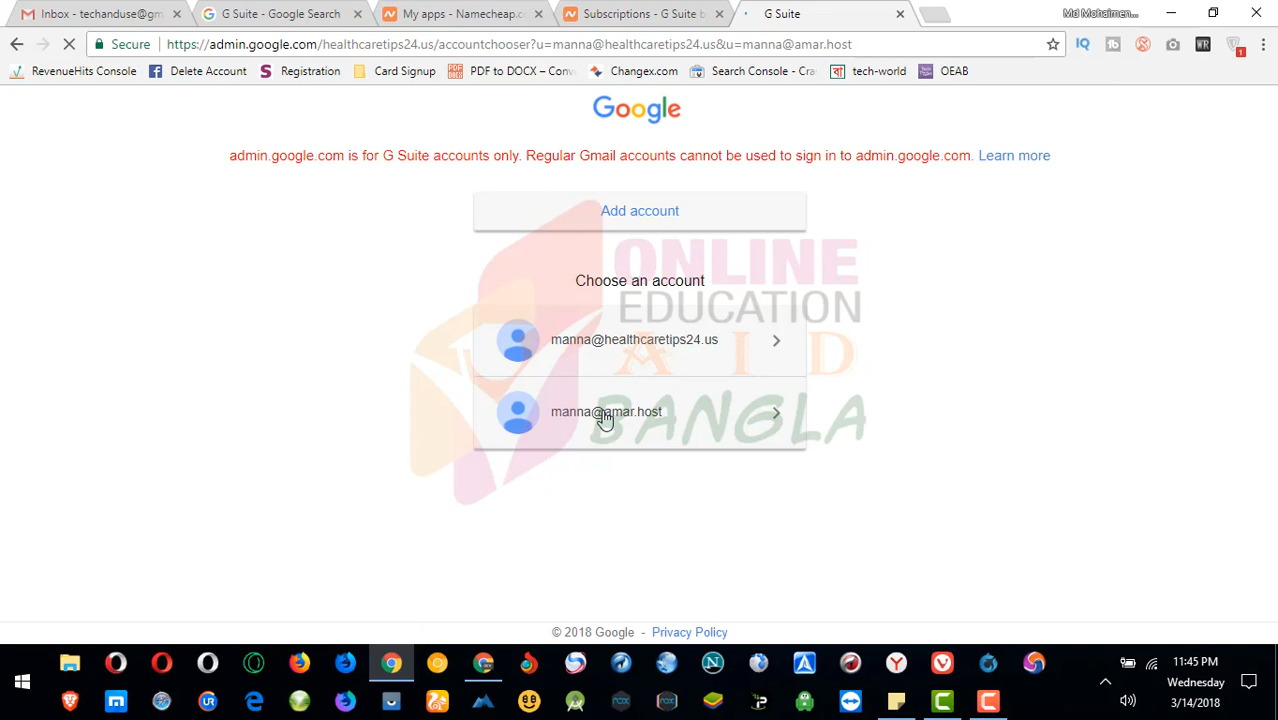 Inbox - techanduse@gm
G Suite - Google Search
My apps - Namecheap.c
Subscriptions - G Suite b
G Suite
Md Mohaimen...
Secure
https://admin.google.com/healthcaretips24.us/accountchooser?u=manna@healthcaretips24.us&u=manna@amar.host
RevenueHits Console
Delete Account
Registration
Card Signup
PDF to DOCX – Conv
Changex.com
Search Console - Cra
tech-world
OEAB
Google
admin.google.com is for G Suite accounts only. Regular Gmail accounts cannot be used to sign in to admin.google.com. Learn more
Add account
ONLINE
Choose an account
EDUCATION
manna@healthcaretips24.us
AID
manna@amar.host
BANGLA
© 2018 Google - Privacy Policy
11:45 PM
Wednesday
3/14/2018